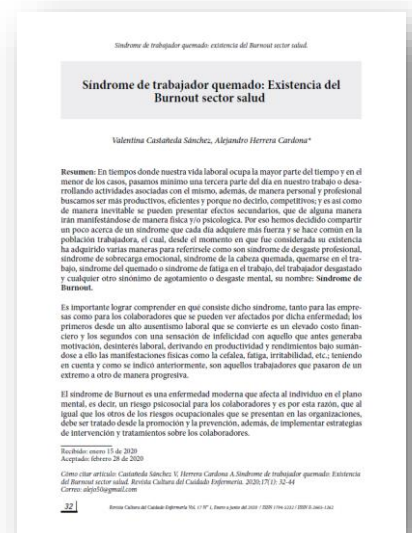 Síndrome de trabajador quemado: existencia del Burnout sector salud.
Síndrome de trabajador quemado: Existencia del
Burnout sector salud
Valentina Castañeda Sánchez, Alejandro Herrera Cardona*
Resumen: En tiempos donde nuestra vida laboral ocupa la mayor parte del tiempo y en el
menor de los casos, pasamos mínimo una tercera parte del día en nuestro trabajo o desa-
rrollando actividades asociadas con el mismo, además, de manera personal y profesional
buscamos ser más productivos, eficientes y porque no decirlo, competitivos; y es así como
de manera inevitable se pueden presentar efectos secundarios, que de alguna manera
irán manifestándose de manera física y/o psicologica. Por eso hemos decidido compartir
un poco acerca de un síndrome que cada día adquiere más fuerza y se hace común en la
población trabajadora, el cual, desde el momento en que fue considerada su existencia
ha adquirido varias maneras para referirsele como son síndrome de desgaste profesional,
síndrome de sobrecarga emocional, síndrome de la cabeza quemada, quemarse en el tra-
bajo, síndrome del quemado o síndrome de fatiga en el trabajo, del trabajador desgastado
y cualquier otro sinónimo de agotamiento o desgaste mental, su nombre: Síndrome de
Burnout.
Es importante lograr comprender en que consiste dicho síndrome, tanto para las empre-
sas como para los colaboradores que se pueden ver afectados por dicha enfermedad; los
primeros desde un alto ausentismo laboral que se convierte es un elevado costo finan-
ciero y los segundos con una sensación de infelicidad con aquello que antes generaba
motivación, desinterés laboral, derivando en productividad y rendimientos bajo sumán-
dose a ello las manifestaciones físicas como la cefalea, fatiga, irritabilidad, etc.; teniendo
en cuenta y como se indicó anteriormente, son aquellos trabajadores que pasaron de un
extremo a otro de manera progresiva.
El síndrome de Burnout es una enfermedad moderna que afecta al individuo en el plano
mental, es decir, un riesgo psicosocial para los colaboradores y es por esta razón, que al
igual que los otros de los riesgos ocupacionales que se presentan en las organizaciones,
debe ser tratado desde la promoción y la prevención, además, de implementar estrategias
de intervención y tratamientos sobre los colaboradores.
Recibido: enero 15 de 2020
Aceptado: febrero 28 de 2020
Cómo citar artículo: Castañeda Sánchez V. Herrera Cardona A.Síndrome de trabajador quemado: Existencia
del Burnout sector salud. Revista Cultura del Cuidado Enfermería. 2020;17(1): 32-44
Correo: alejo50@gmail.com
32
Revista Cultura del Cuidado Enfermería. Vol. 17 N° 1, Enero a junio del 2020 / ISSN 1794-5232 / ISSN-E